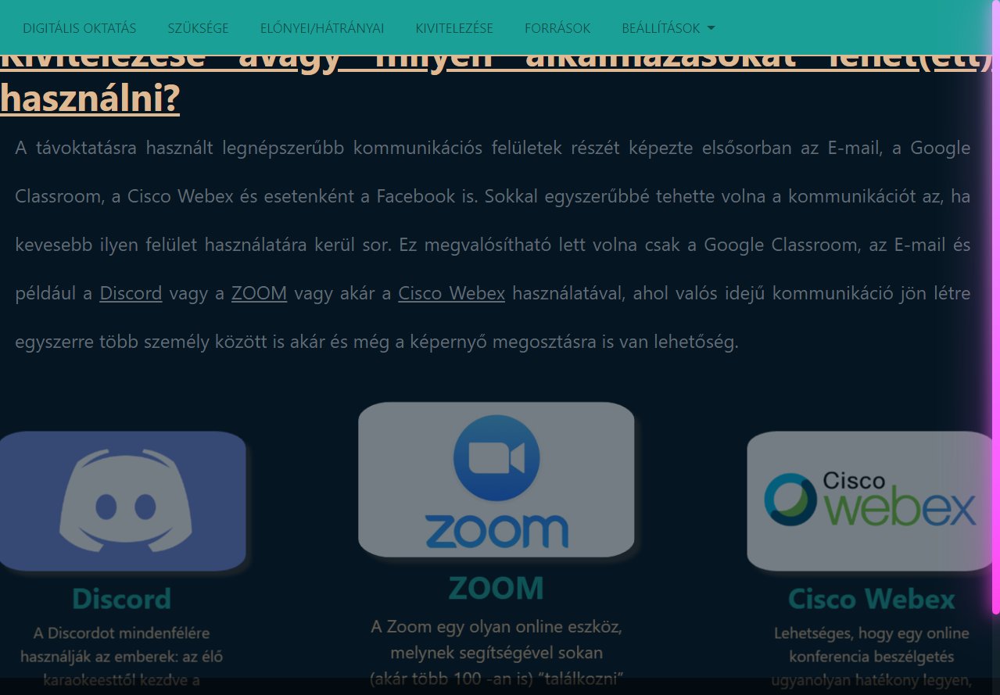 DIGITÁLIS OKTATÁS SZÜKSÉGE ELŐNYEI/HÁTRÁNYAI KIVITELEZÉSE FORRÁSOK BEÁLLÍTÁSOK
Kivitelezése avagy milyen alkalmazásokat lehet(ett)
használni?
A távoktatásra használt legnépszerűbb kommunikációs felületek részét képezte elsősorban az E-mail, a Google
Classroom, a Cisco Webex és esetenként a Facebook is. Sokkal egyszerűbbé tehette volna a kommunikációt az, ha
kevesebb ilyen felület használatára kerül sor. Ez megvalósítható lett volna csak a Google Classroom, az E-mail és
például a Discord vagy a ZOOM vagy akár a Cisco Webex használatával, ahol valós idejű kommunikáció jön létre
egyszerre több személy között is akár és még a képernyő megosztásra is van lehetőség.
zoom
Cisco
webex
Discord
A Discordot mindenféle­re
használják az emberek: az élő
karaokeesttől kezdve a
ZOOM
A Zoom egy olyan online eszköz,
melynek segítségével sokan
(akár több 100 -an is) “találkozni”
Cisco Webex
Lehetséges, hogy egy online
konferencia beszélgetés
ugyanolyan hatékony legyen,